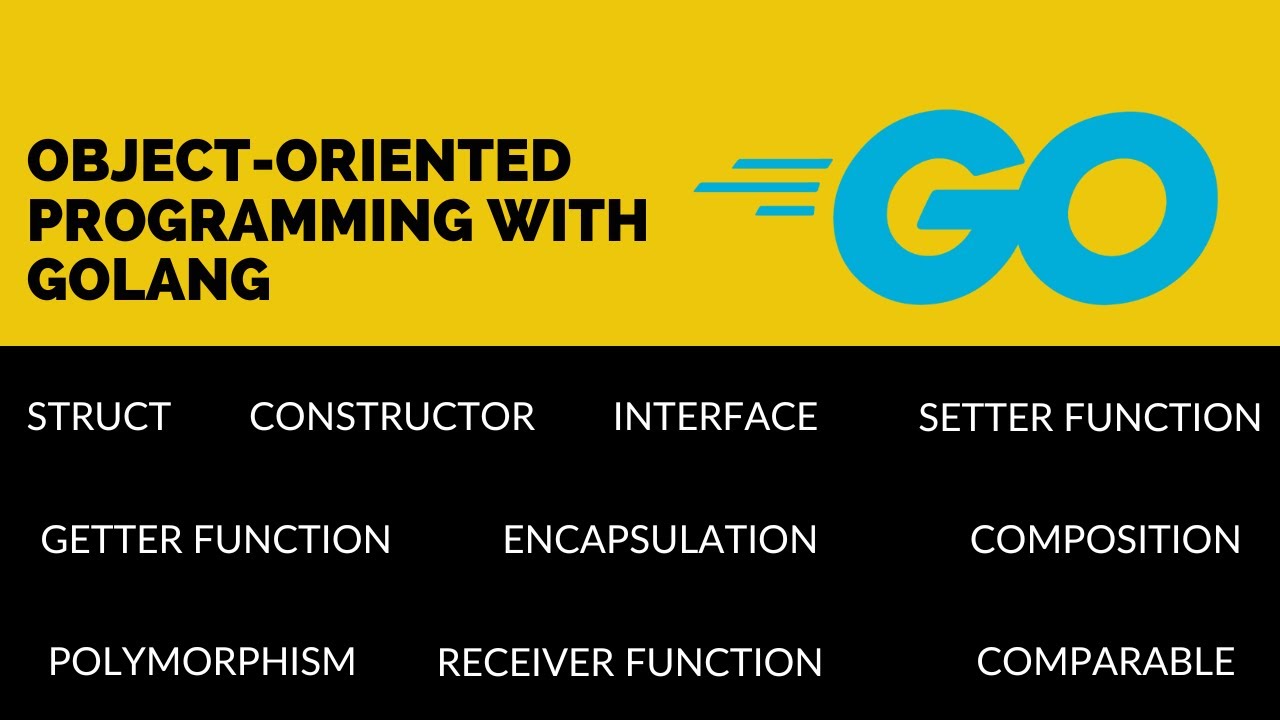 OBJECT-ORIENTED
PROGRAMMING WITH
GOLANG
GO
STRUCT CONSTRUCTOR INTERFACE SETTER FUNCTION
GETTER FUNCTION ENCAPSULATION COMPOSITION
POLYMORPHISM RECEIVER FUNCTION COMPARABLE